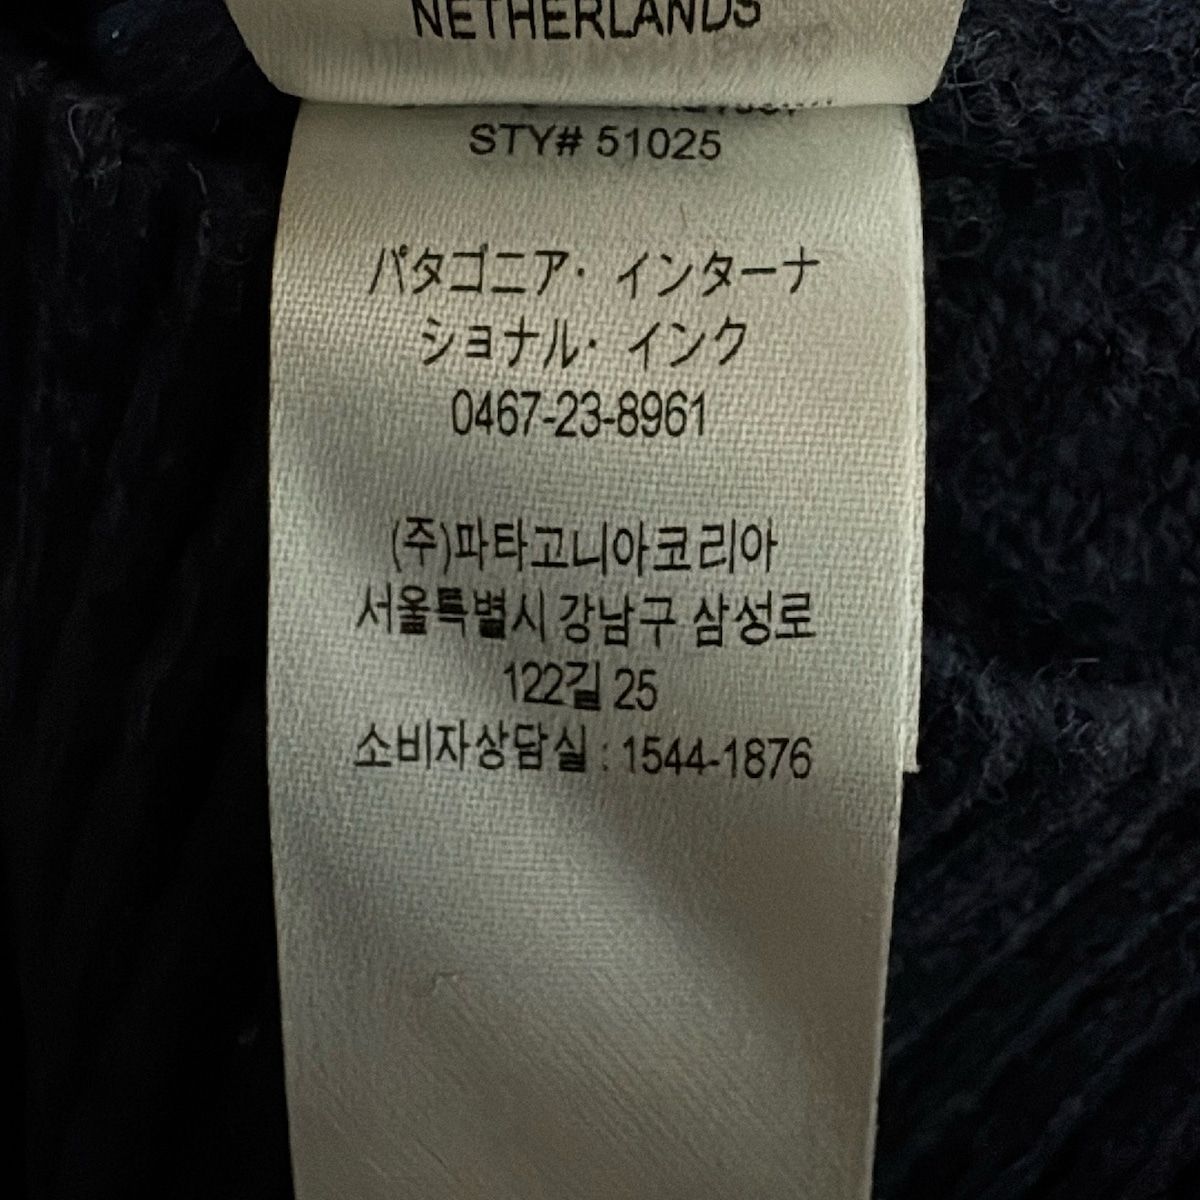 NETHERLANDS
STY# 51025
パタゴニア・インターナ
ショナル・インク
0467-23-8961
(주)파타고니아코리아
서울특별시 강남구 삼성로
122길 25
소비자상담실 : 1544-1876